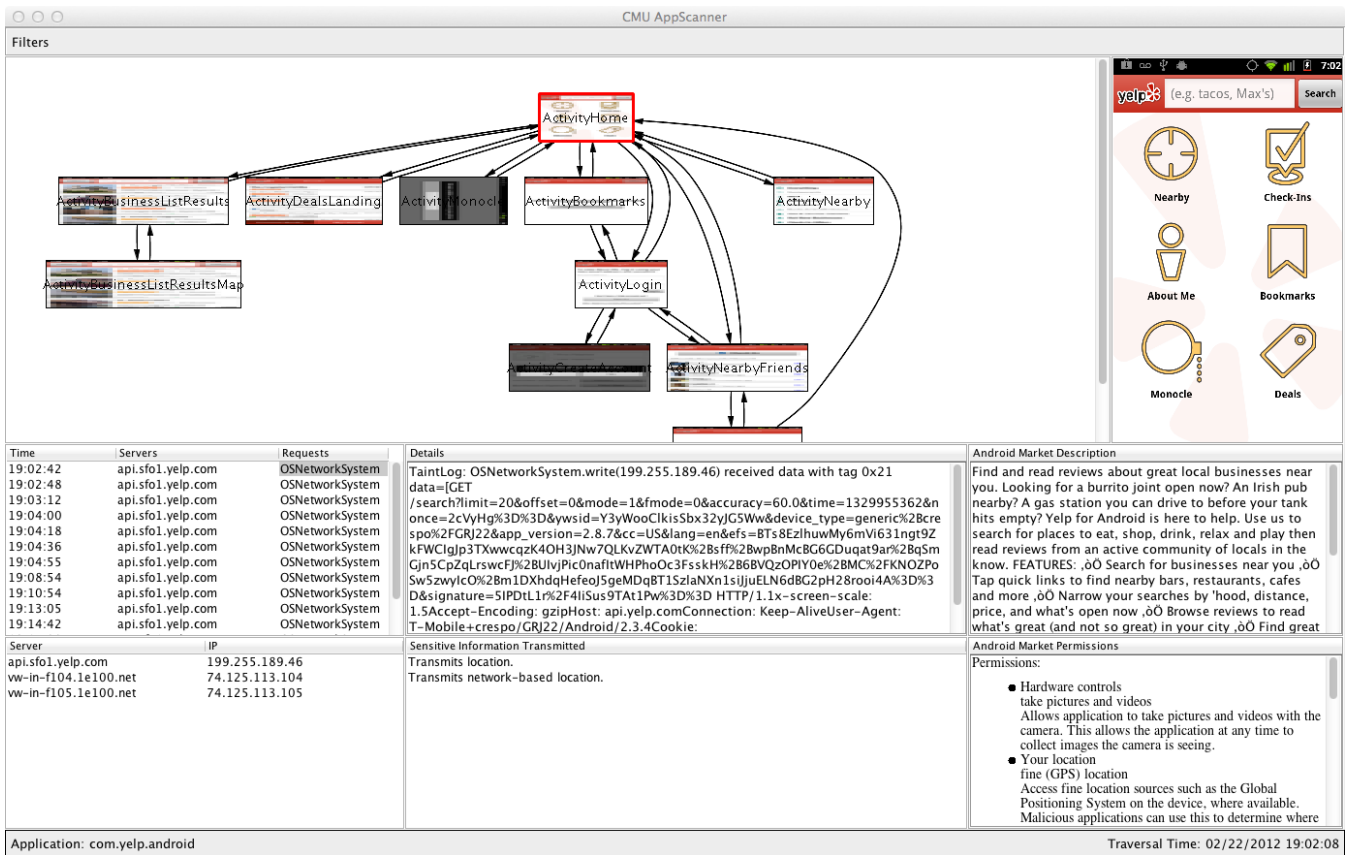 CMU AppScanner
Filters
ActivityHome
ActivityBusinessListResults
ActivityDealsLanding
ActivityMonocle
ActivityBookmarks
ActivityNearby
ActivityBusinessListResultsMap
ActivityLogin
ActivityNearbyFriends
7:02
yelp
(e.g. tacos, Max's)
Search
Nearby
Check-Ins
About Me
Bookmarks
Monocle
Deals
Time Servers Requests
19:02:42 api.sfo1.yelp.com OSNetworkSystem
19:02:48 api.sfo1.yelp.com OSNetworkSystem
19:03:12 api.sfo1.yelp.com OSNetworkSystem
19:04:00 api.sfo1.yelp.com OSNetworkSystem
19:04:18 api.sfo1.yelp.com OSNetworkSystem
19:04:36 api.sfo1.yelp.com OSNetworkSystem
19:04:55 api.sfo1.yelp.com OSNetworkSystem
19:08:54 api.sfo1.yelp.com OSNetworkSystem
19:10:54 api.sfo1.yelp.com OSNetworkSystem
19:13:05 api.sfo1.yelp.com OSNetworkSystem
19:14:42 api.sfo1.yelp.com OSNetworkSystem
Details
TaintLog: OSNetworkSystem.write(199.255.189.46) received data with tag 0x21
data=[GET
/search?limit=20&offset=0&mode=1&fmode=0&accuracy=60.0&time=1329955362&n
once=2cVyHg%3D%3D&ywsid=Y3yWooClkisSbx32yJG5Ww&device_type=generic%2Bcre
spo%2FGRJ22&app_version=2.8.7&cc=US&lang=en&efs=BTs8EzlhuwMy6mVi631ngt9Z
kFWClgJp3TXwwcqzK4OH3JNw7QLKvZWTA0tK%2Bsff%2BwpBnMcBG6GDuqat9ar%2BqSm
Gjn5CpZqLrswcFJ%2BUIvjPic0nafItWHPhoOc3FsskH%2B6BVQzOPIY0e%2BMC%2FKNOZPo
Sw5zwyIcO%2Bm1DXhdqHefeoJ5geMDqBT1SzlaNXn1siJjuELN6dBG2pH28rooi4A%3D%3
D&signature=5IPDtL1r%2F4IiSus9TAt1Pw%3D%3D HTTP/1.1x-screen-scale:
1.5Accept-Encoding: gzipHost: api.yelp.comConnection: Keep-AliveUser-Agent:
T-Mobile+crespo/GRJ22/Android/2.3.4Cookie:
Android Market Description
Find and read reviews about great local businesses near
you. Looking for a burrito joint open now? An Irish pub
nearby? A gas station you can drive to before your tank
hits empty? Yelp for Android is here to help. Use us to
search for places to eat, shop, drink, relax and play then
read reviews from an active community of locals in the
know. FEATURES: ‚òÖ Search for businesses near you ‚òÖ
Tap quick links to find nearby bars, restaurants, cafes
and more ‚òÖ Narrow your searches by 'hood, distance,
price, and what's open now ‚òÖ Browse reviews to read
what's great (and not so great) in your city ‚òÖ Find great
Server IP
api.sfo1.yelp.com 199.255.189.46
vw-in-f104.1e100.net 74.125.113.104
vw-in-f105.1e100.net 74.125.113.105
Sensitive Information Transmitted
Transmits location.
Transmits network-based location.
Android Market Permissions
Permissions:
● Hardware controls
take pictures and videos
Allows application to take pictures and videos with the
camera. This allows the application at any time to
collect images the camera is seeing.
● Your location
fine (GPS) location
Access fine location sources such as the Global
Positioning System on the device, where available.
Malicious applications can use this to determine where
Application: com.yelp.android
Traversal Time: 02/22/2012 19:02:08